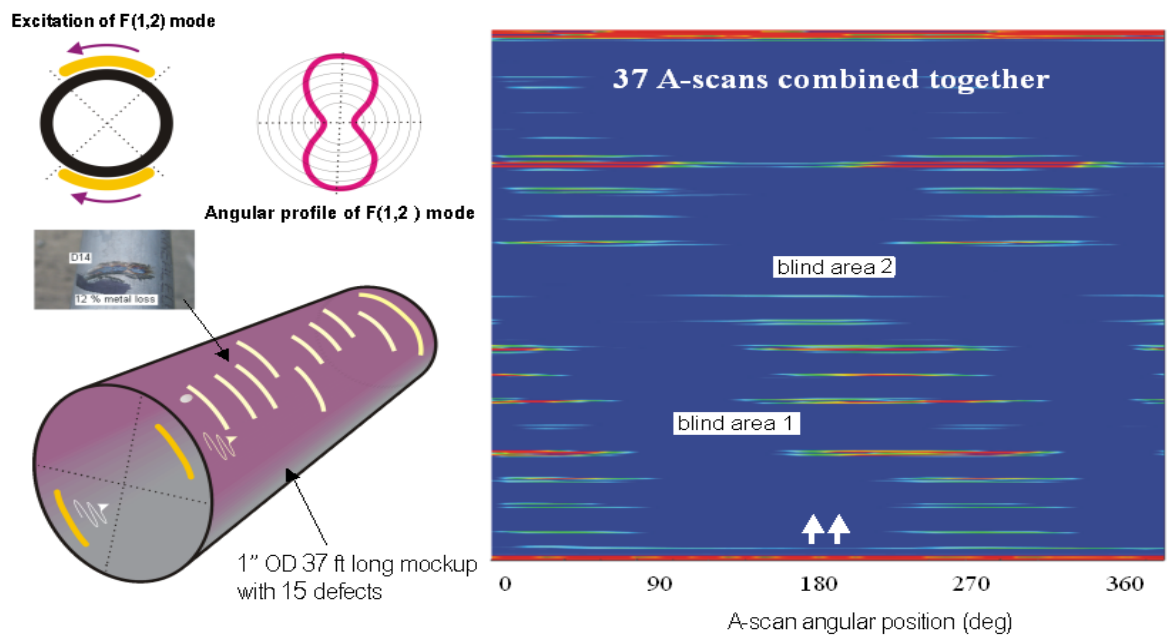 Excitation of F(1,2) mode
Angular profile of F(1,2 ) mode
D14
12 % metal loss
1’’ OD 37 ft long mockup
with 15 defects
37 A-scans combined together
blind area 2
blind area 1
0 90 180 270 360
A-scan angular position (deg)